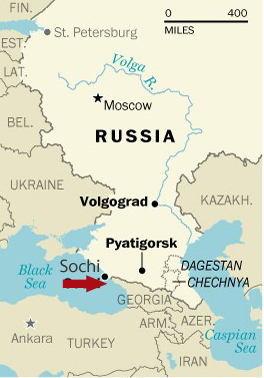 FIN.
0 400
MILES
St. Petersburg
EST.
Volga R.
LAT.
Moscow
RUSSIA
BEL.
UKRAINE
KAZAKH.
Volgograd
Pyatigorsk
DAGESTAN
Sochi
CHECHNYA
Black
Sea
GEORGIA
ARM.
AZER.
Caspian
Sea
Ankara
TURKEY
IRAN